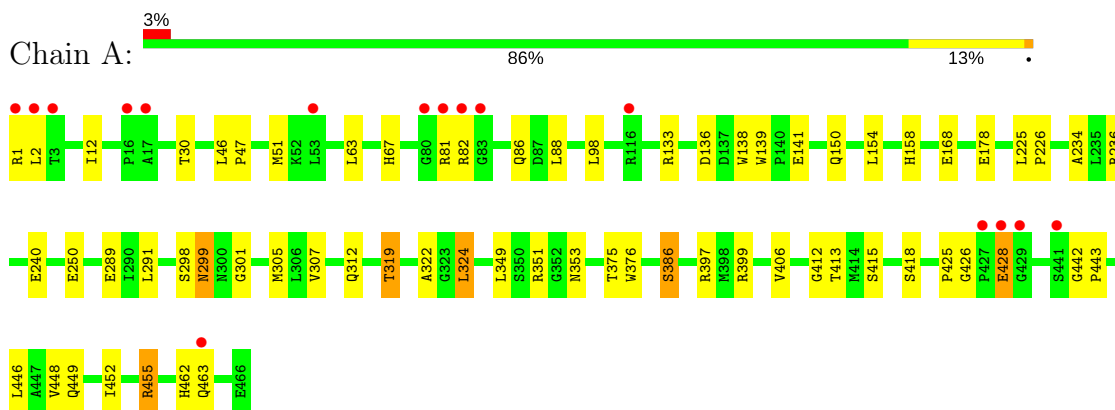 3%
Chain A:
86% 13% •
R1 L2 T3 I12 P16 A17 T30 L46 P47 M51 K52 L53 L63 H67 G80 R81 R82 G83 Q86 D87 L88 L98 R116 R133 D136 D137 W138 W139 P140 E141 Q150 L154 H158 E168 E178 L225 P226 A234 L235
E240 E250 E289 I290 L291 S298 N299 N300 G301 M305 L306 V307 Q312 T319 A322 G323 L324 L349 S350 R351 G352 N353 T375 W376 S386 R397 M398 R399 V406 G412 T413 M414 S415 S418 P425 G426 P427 E428 G429 S441 G442 P443
L446 A447 V448 Q449 I452 R455 H462 Q463 E466